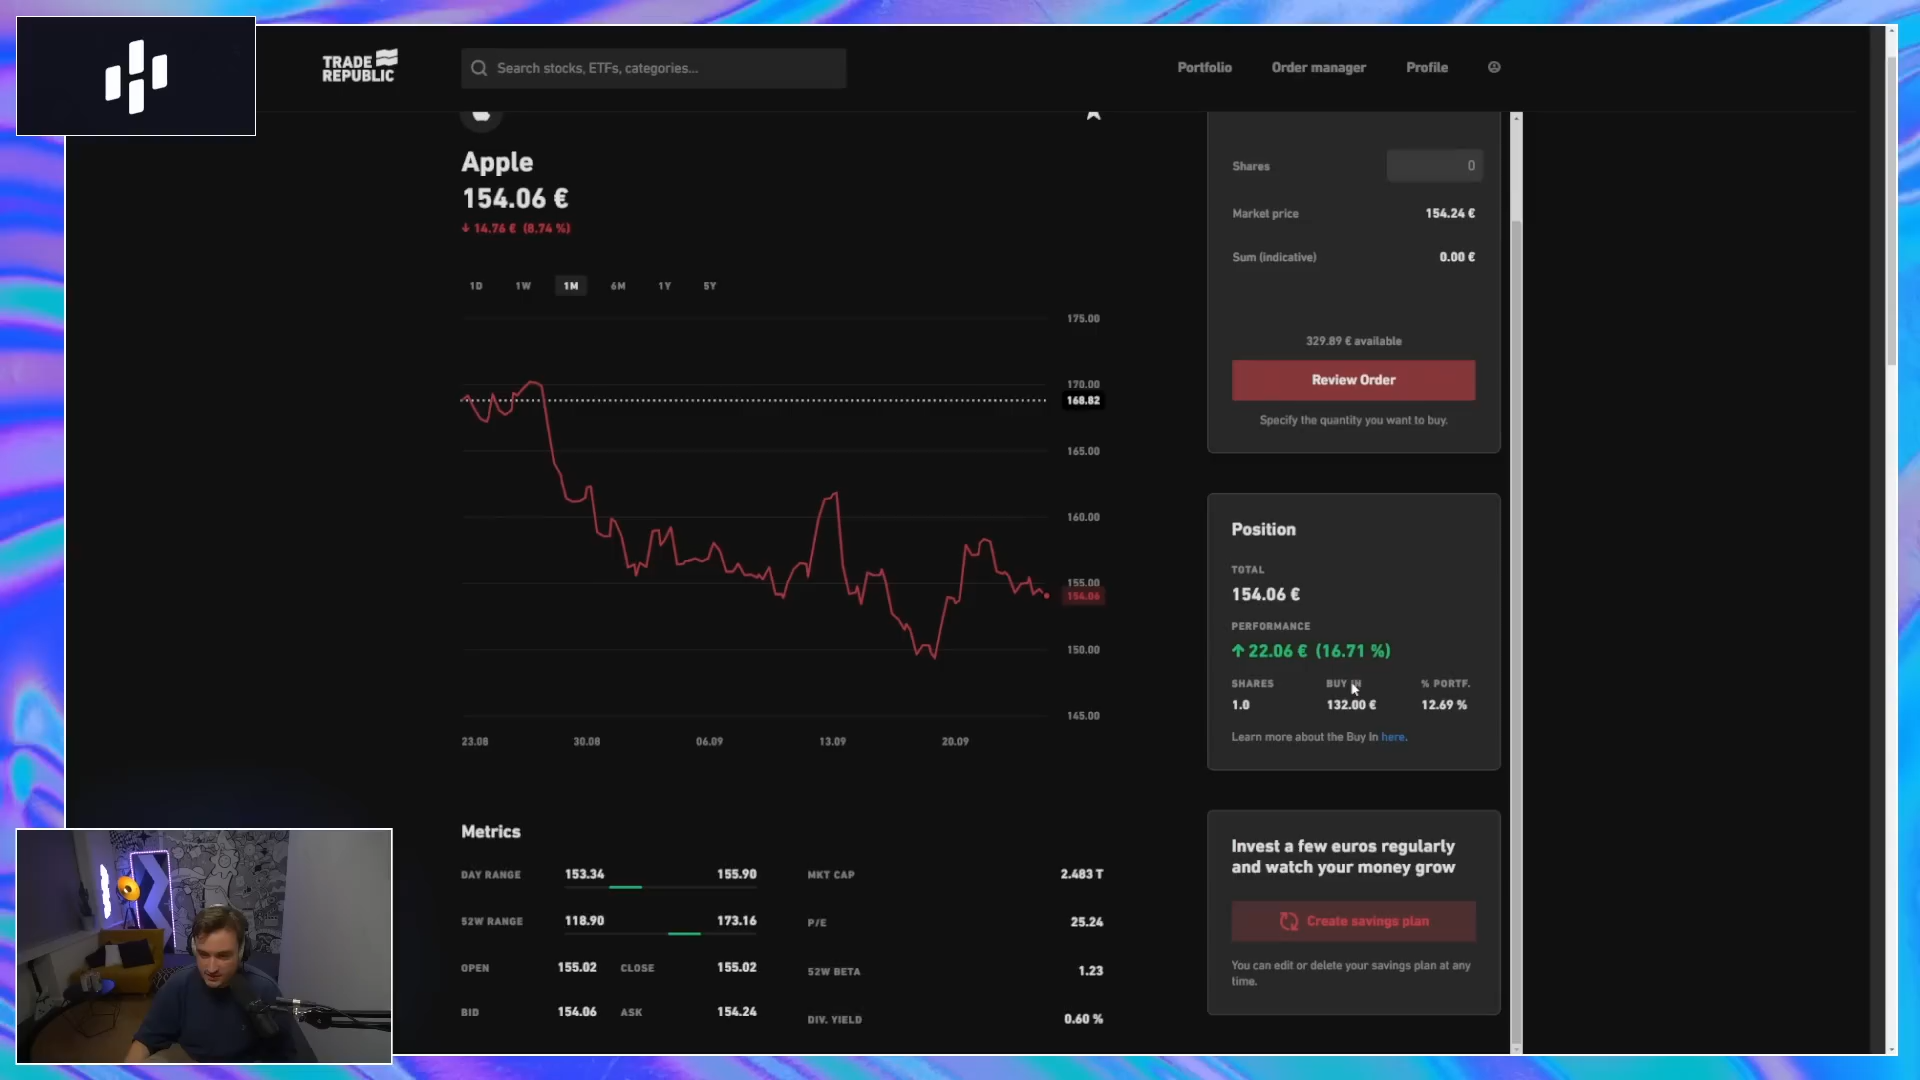 TRADE
REPUBLIC
Search stocks, ETFs, categories...
Portfolio
Order manager
Profile
Apple
154.06 €
14.76 € (8.74 %)
1D 1W 1M 6M 1Y 5Y
175.00
170.00
168.82
165.00
160.00
155.00
154.06
150.00
145.00
23.08 30.08 06.09 13.09 20.09
Metrics
DAY RANGE 153.34 155.90
52W RANGE 118.90 173.16
OPEN 155.02 CLOSE 155.02
BID 154.06 ASK 154.24
MKT CAP 2.483 T
P/E 25.24
52W BETA 1.23
DIV. YIELD 0.60 %
Shares 0
Market price 154.24 €
Sum (indicative) 0.00 €
329.89 € available
Review Order
Specify the quantity you want to buy.
Position
TOTAL
154.06 €
PERFORMANCE
22.06 € (16.71 %)
SHARES BUY IN % PORTF.
1.0 132.00 € 12.69 %
Learn more about the Buy In here.
Invest a few euros regularly
and watch your money grow
Create savings plan
You can edit or delete your savings plan at any
time.